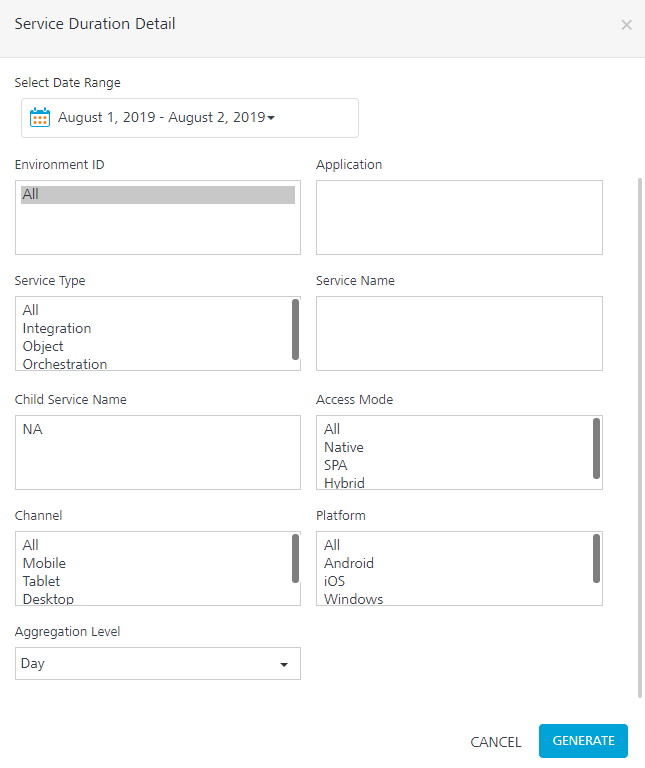 Service Duration Detail
Select Date Range
August 1, 2019 - August 2, 2019
Environment ID
All
Application
Service Type
All
Integration
Object
Orchestration
Service Name
Child Service Name
NA
Access Mode
All
Native
SPA
Hybrid
Channel
All
Mobile
Tablet
Desktop
Platform
All
Android
iOS
Windows
Aggregation Level
Day
CANCEL
GENERATE